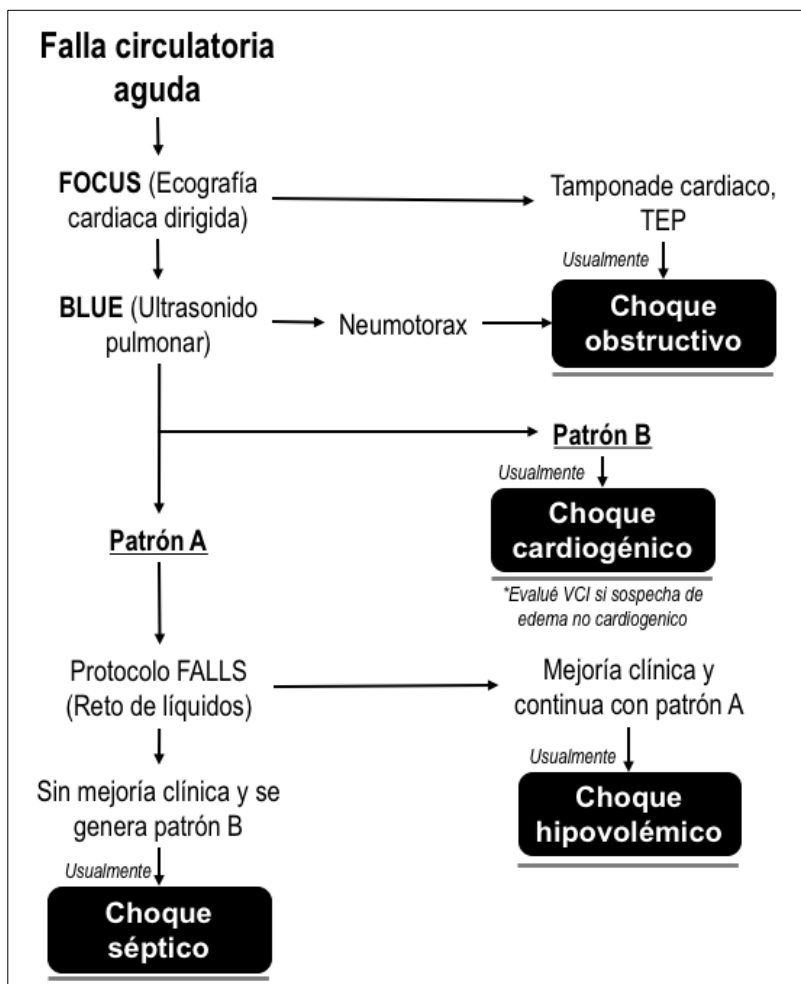 Falla circulatoria
aguda
FOCUS (Ecografía
cardiaca dirigida)
Tamponade cardiaco,
TEP
Usualmente
Choque
obstructivo
BLUE (Ultrasonido
pulmonar)
Neumotorax
Patrón B
Usualmente
Choque
cardiogénico
*Evalué VCI si sospecha de
edema no cardiogenico
Patrón A
Protocolo FALLS
(Reto de líquidos)
Mejoría clínica y
continua con patrón A
Usualmente
Choque
hipovolémico
Sin mejoría clínica y se
genera patrón B
Usualmente
Choque
séptico